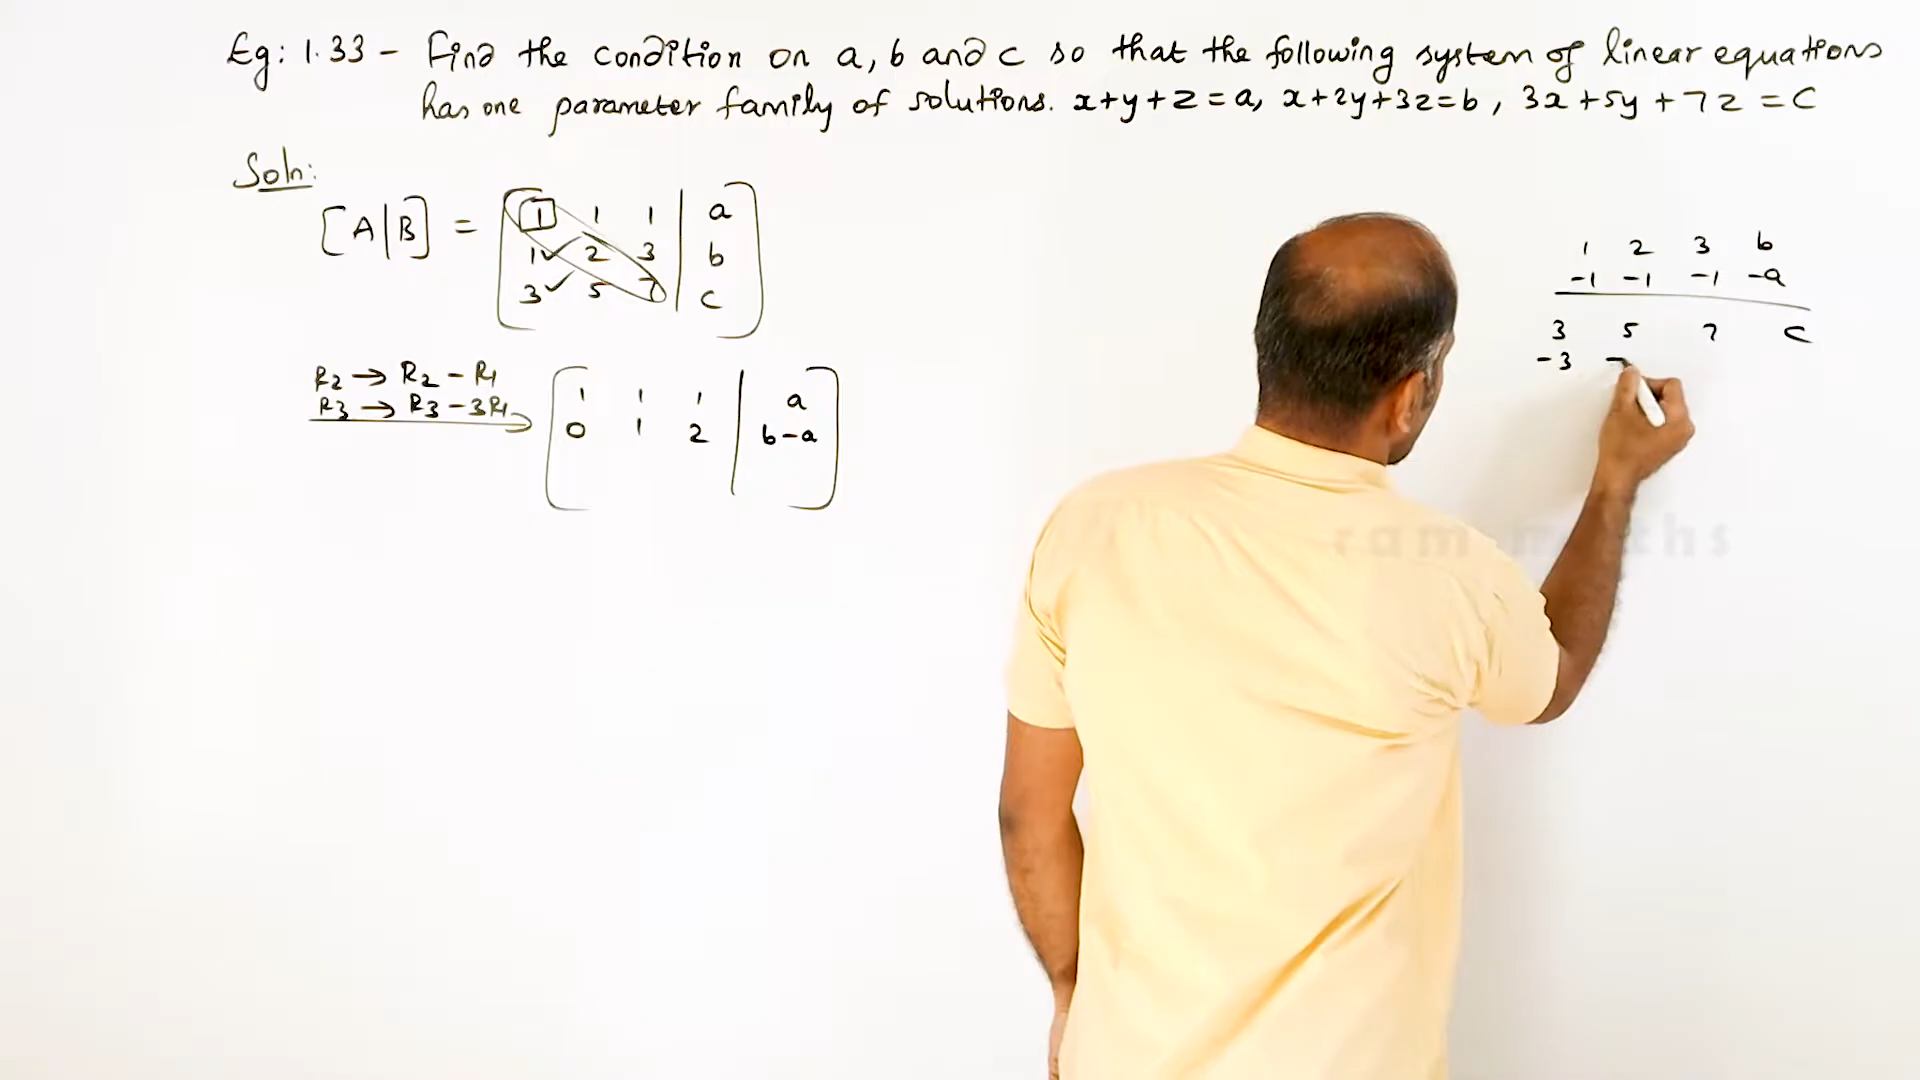 Eg: 1.33 - Find the condition on a, b and c so that the following system of linear equations
has one parameter family of solutions. x+y+z=a, x+2y+3z=b, 3x+5y+7z=c
Soln:
[A|B] = [ 1 1 1 | a
1 2 3 | b
3 5 7 | c ]
R2 → R2 - R1
R3 → R3 - 3R1
[ 1 1 1 | a
0 1 2 | b-a ]
1 2 3 b
-1 -1 -1 -a
3 5 7 c
-3 -